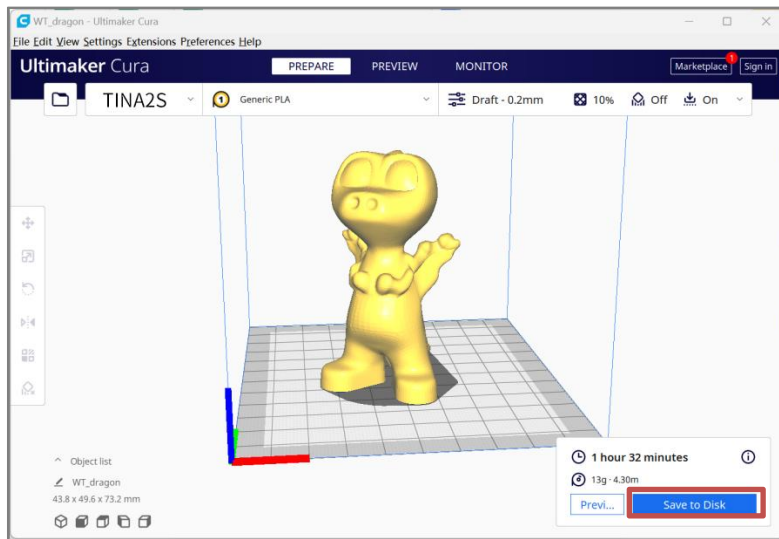 WT_dragon - Ultimaker Cura
File Edit View Settings Extensions Preferences Help
Ultimaker Cura PREPARE PREVIEW MONITOR Marketplace 1 Sign in
TINA2S 1 Generic PLA Draft - 0.2mm 10% Off On
Object list
WT_dragon
43.8 x 49.6 x 73.2 mm
1 hour 32 minutes
13g · 4.30m
Previ... Save to Disk